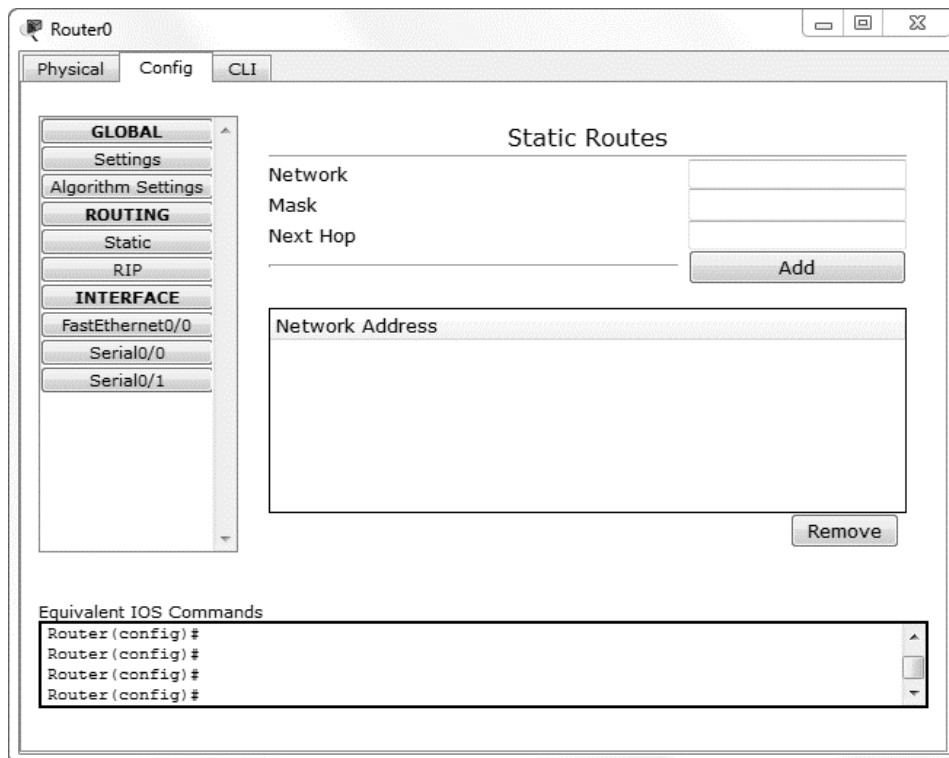 Router0
Physical Config CLI
GLOBAL
Settings
Algorithm Settings
ROUTING
Static
RIP
INTERFACE
FastEthernet0/0
Serial0/0
Serial0/1
Static Routes
Network
Mask
Next Hop
Add
Network Address
Remove
Equivalent IOS Commands
Router(config)#
Router(config)#
Router(config)#
Router(config)#